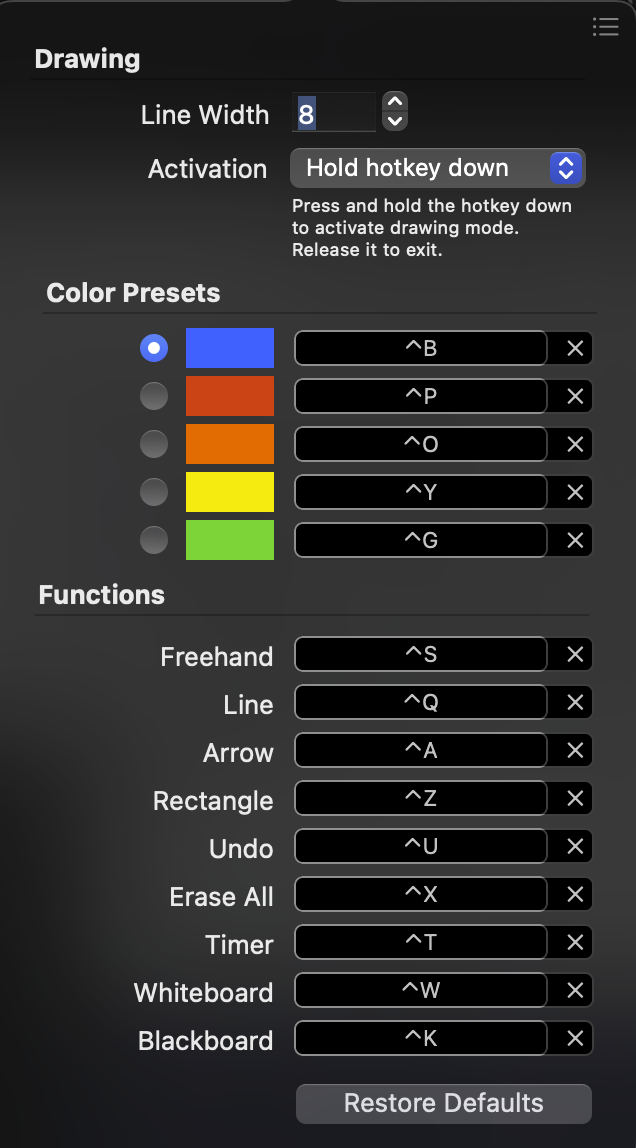 Drawing
Line Width 8
Activation Hold hotkey down
Press and hold the hotkey down
to activate drawing mode.
Release it to exit.
Color Presets
^B
^P
^O
^Y
^G
Functions
Freehand ^S
Line ^Q
Arrow ^A
Rectangle ^Z
Undo ^U
Erase All ^X
Timer ^T
Whiteboard ^W
Blackboard ^K
Restore Defaults